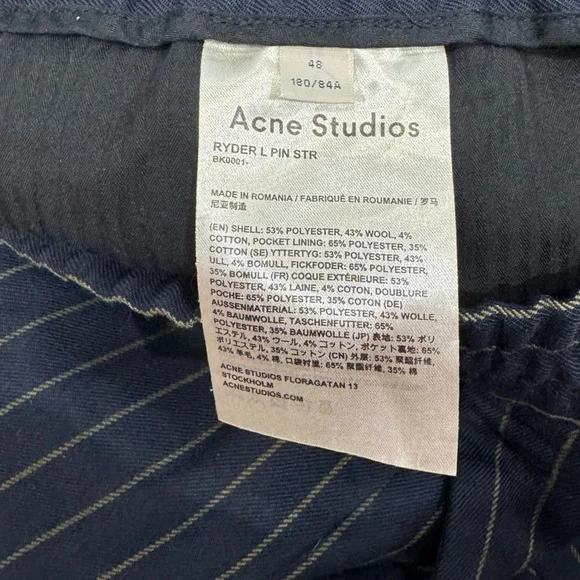 48
180/84A
Acne Studios
RYDER L PIN STR
BK0001-
MADE IN ROMANIA / FABRIQUÉ EN ROUMANIE / 罗马
尼亚制造
(EN) SHELL: 53% POLYESTER, 43% WOOL, 4%
COTTON, POCKET LINING: 65% POLYESTER, 35%
COTTON (SE) YTTERTYG: 53% POLYESTER, 43%
ULL, 4% BOMULL, FICKFODER: 65% POLYESTER,
35% BOMULL (FR) COQUE EXTÉRIEURE: 53%
POLYESTER, 43% LAINE, 4% COTON, DOUBLURE
POCHE: 65% POLYESTER, 35% COTON (DE)
AUSSENMATERIAL: 53% POLYESTER, 43% WOLLE,
4% BAUMWOLLE, TASCHENFUTTER: 65%
POLYESTER, 35% BAUMWOLLE (JP) 表地: 53% ポリ
エステル, 43% ウール, 4% コットン, ポケット裏地: 65%
ポリエステル, 35% コットン (CN) 外层: 53% 聚酯纤维,
43% 羊毛, 4% 棉, 口袋衬里: 65% 聚酯纤维, 35% 棉
ACNE STUDIOS FLORAGATAN 13
STOCKHOLM
ACNESTUDIOS.COM